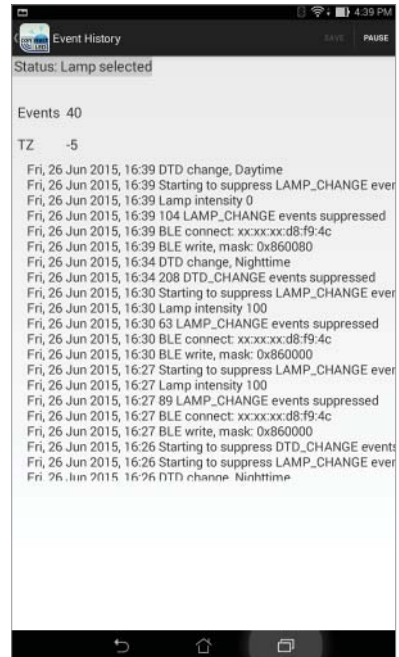 4:39 PM
Event History
SAVE
PAUSE
Status: Lamp selected
Events 40
TZ -5
Fri, 26 Jun 2015, 16:39 DTD change, Daytime
Fri, 26 Jun 2015, 16:39 Starting to suppress LAMP_CHANGE ever
Fri, 26 Jun 2015, 16:39 Lamp intensity 0
Fri, 26 Jun 2015, 16:39 104 LAMP_CHANGE events suppressed
Fri, 26 Jun 2015, 16:39 BLE connect: xx:xx:xx:d8:f9:4c
Fri, 26 Jun 2015, 16:39 BLE write, mask: 0x860080
Fri, 26 Jun 2015, 16:34 DTD change, Nighttime
Fri, 26 Jun 2015, 16:34 208 DTD_CHANGE events suppressed
Fri, 26 Jun 2015, 16:30 Starting to suppress LAMP_CHANGE ever
Fri, 26 Jun 2015, 16:30 Lamp intensity 100
Fri, 26 Jun 2015, 16:30 63 LAMP_CHANGE events suppressed
Fri, 26 Jun 2015, 16:30 BLE connect: xx:xx:xx:d8:f9:4c
Fri, 26 Jun 2015, 16:30 BLE write, mask: 0x860000
Fri, 26 Jun 2015, 16:27 Starting to suppress LAMP_CHANGE ever
Fri, 26 Jun 2015, 16:27 Lamp intensity 100
Fri, 26 Jun 2015, 16:27 89 LAMP_CHANGE events suppressed
Fri, 26 Jun 2015, 16:27 BLE connect: xx:xx:xx:d8:f9:4c
Fri, 26 Jun 2015, 16:27 BLE write, mask: 0x860000
Fri, 26 Jun 2015, 16:26 Starting to suppress DTD_CHANGE events
Fri, 26 Jun 2015, 16:26 Starting to suppress LAMP_CHANGE ever
Fri, 26 Jun 2015, 16:26 DTD change, Nighttime